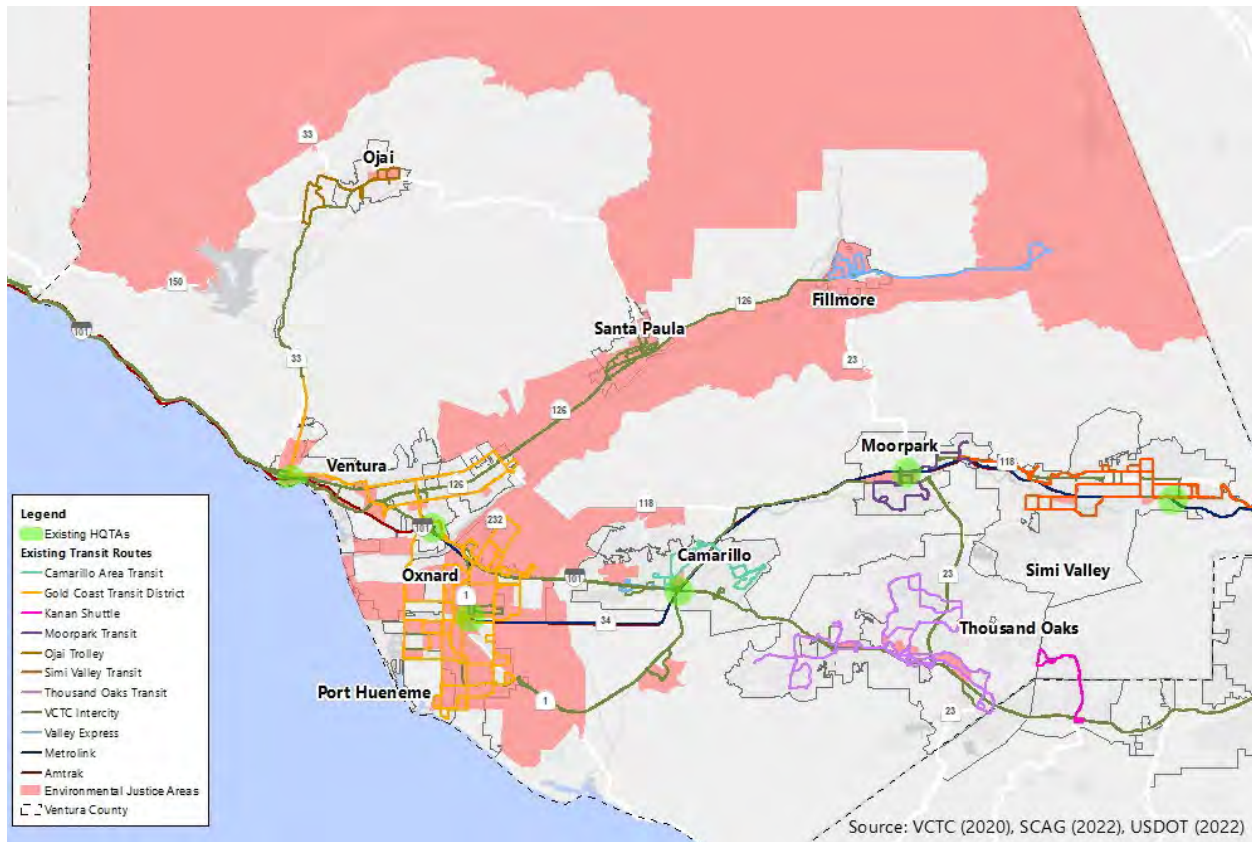 33
Ojai
150
126
Fillmore
Santa Paula
101
23
33
126
Moorpark
118
Ventura
126
118
232
101
Camarillo
Oxnard
101
Simi Valley
23
1
34
Thousand Oaks
Port Hueneme
1
23
Legend
Existing HQTAs
Existing Transit Routes
Camarillo Area Transit
Gold Coast Transit District
Kanan Shuttle
Moorpark Transit
Ojai Trolley
Simi Valley Transit
Thousand Oaks Transit
VCTC Intercity
Valley Express
Metrolink
Amtrak
Environmental Justice Areas
Ventura County
Source: VCTC (2020), SCAG (2022), USDOT (2022)